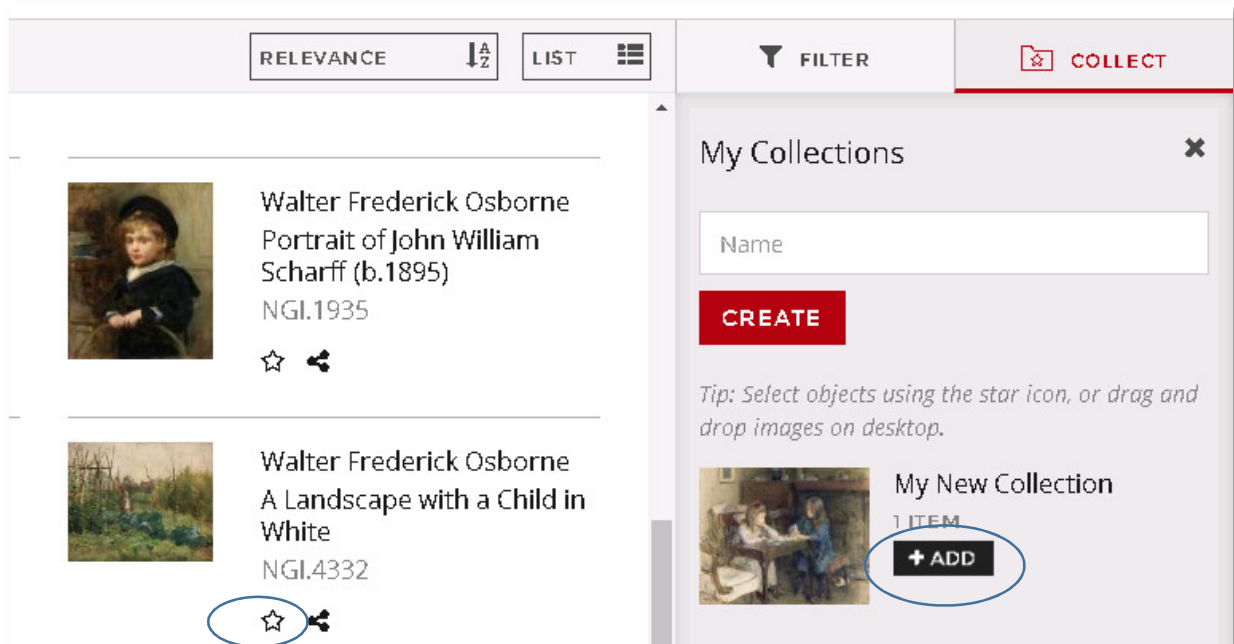 RELEVANCE
LIST
FILTER
COLLECT
Walter Frederick Osborne
Portrait of John William
Scharff (b.1895)
NGI.1935
Walter Frederick Osborne
A Landscape with a Child in
White
NGI.4332
My Collections
Name
CREATE
Tip: Select objects using the star icon, or drag and
drop images on desktop.
My New Collection
1 ITEM
+ ADD